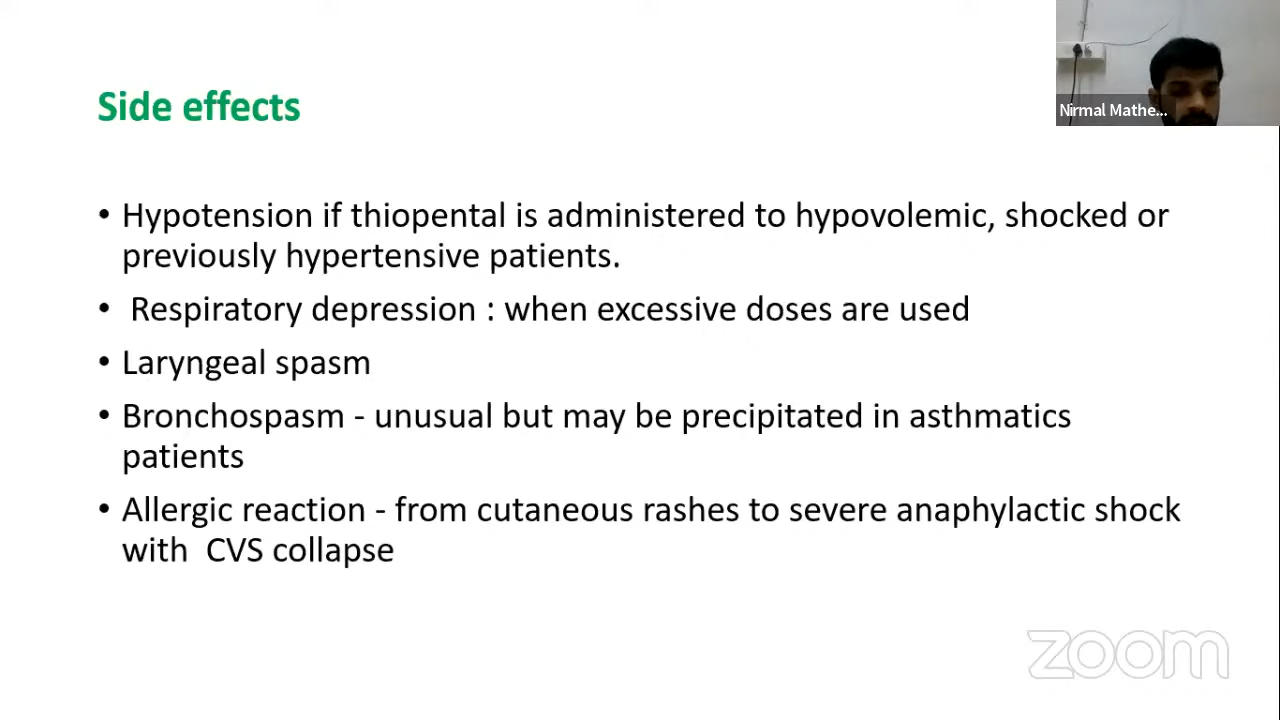 Side effects
Nirmal Mathe...
• Hypotension if thiopental is administered to hypovolemic, shocked or
previously hypertensive patients.
• Respiratory depression : when excessive doses are used
• Laryngeal spasm
• Bronchospasm - unusual but may be precipitated in asthmatics
patients
• Allergic reaction - from cutaneous rashes to severe anaphylactic shock
with  CVS collapse
zoom